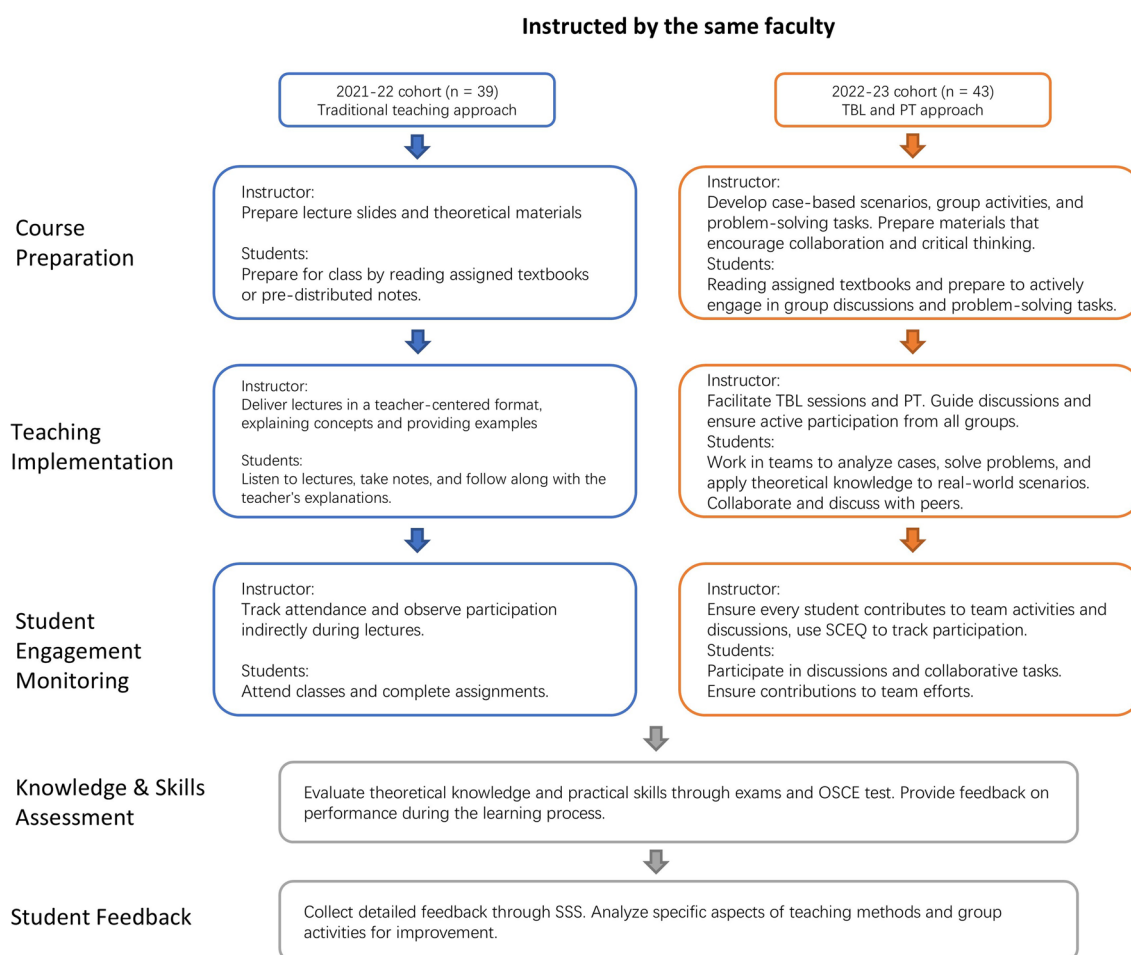 Instructed by the same faculty
2021-22 cohort (n = 39)
Traditional teaching approach
2022-23 cohort (n = 43)
TBL and PT approach
Course
Preparation
Instructor:
Prepare lecture slides and theoretical materials
Students:
Prepare for class by reading assigned textbooks
or pre-distributed notes.
Instructor:
Develop case-based scenarios, group activities, and
problem-solving tasks. Prepare materials that
encourage collaboration and critical thinking.
Students:
Reading assigned textbooks and prepare to actively
engage in group discussions and problem-solving tasks.
Teaching
Implementation
Instructor:
Deliver lectures in a teacher-centered format,
explaining concepts and providing examples
Students:
Listen to lectures, take notes, and follow along with the
teacher's explanations.
Instructor:
Facilitate TBL sessions and PT. Guide discussions and
ensure active participation from all groups.
Students:
Work in teams to analyze cases, solve problems, and
apply theoretical knowledge to real-world scenarios.
Collaborate and discuss with peers.
Student
Engagement
Monitoring
Instructor:
Track attendance and observe participation
indirectly during lectures.
Students:
Attend classes and complete assignments.
Instructor:
Ensure every student contributes to team activities and
discussions, use SCEQ to track participation.
Students:
Participate in discussions and collaborative tasks.
Ensure contributions to team efforts.
Knowledge & Skills
Assessment
Evaluate theoretical knowledge and practical skills through exams and OSCE test. Provide feedback on
performance during the learning process.
Student Feedback
Collect detailed feedback through SSS. Analyze specific aspects of teaching methods and group
activities for improvement.